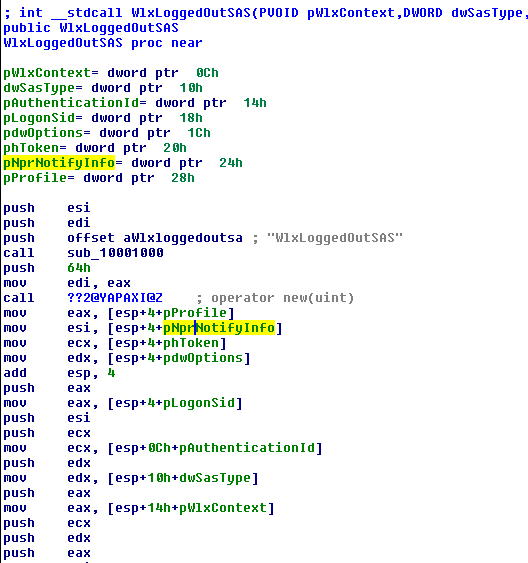 ; int __stdcall WlxLoggedOutSAS(PVOID pWlxContext,DWORD dwSasType,
public WlxLoggedOutSAS
WlxLoggedOutSAS proc near
pWlxContext= dword ptr  0Ch
dwSasType= dword ptr  10h
pAuthenticationId= dword ptr  14h
pLogonSid= dword ptr  18h
pdwOptions= dword ptr  1Ch
phToken= dword ptr  20h
pNprNotifyInfo= dword ptr  24h
pProfile= dword ptr  28h
push    esi
push    edi
push    offset aWlxloggedoutsa ; "WlxLoggedOutSAS"
call    sub_10001000
push    64h
mov     edi, eax
call    ??2@YAPAXI@Z    ; operator new(uint)
mov     eax, [esp+4+pProfile]
mov     esi, [esp+4+pNprNotifyInfo]
mov     ecx, [esp+4+phToken]
mov     edx, [esp+4+pdwOptions]
add     esp, 4
push    eax
mov     eax, [esp+4+pLogonSid]
push    esi
push    ecx
mov     ecx, [esp+0Ch+pAuthenticationId]
push    edx
mov     edx, [esp+10h+dwSasType]
push    eax
mov     eax, [esp+14h+pWlxContext]
push    ecx
push    edx
push    eax